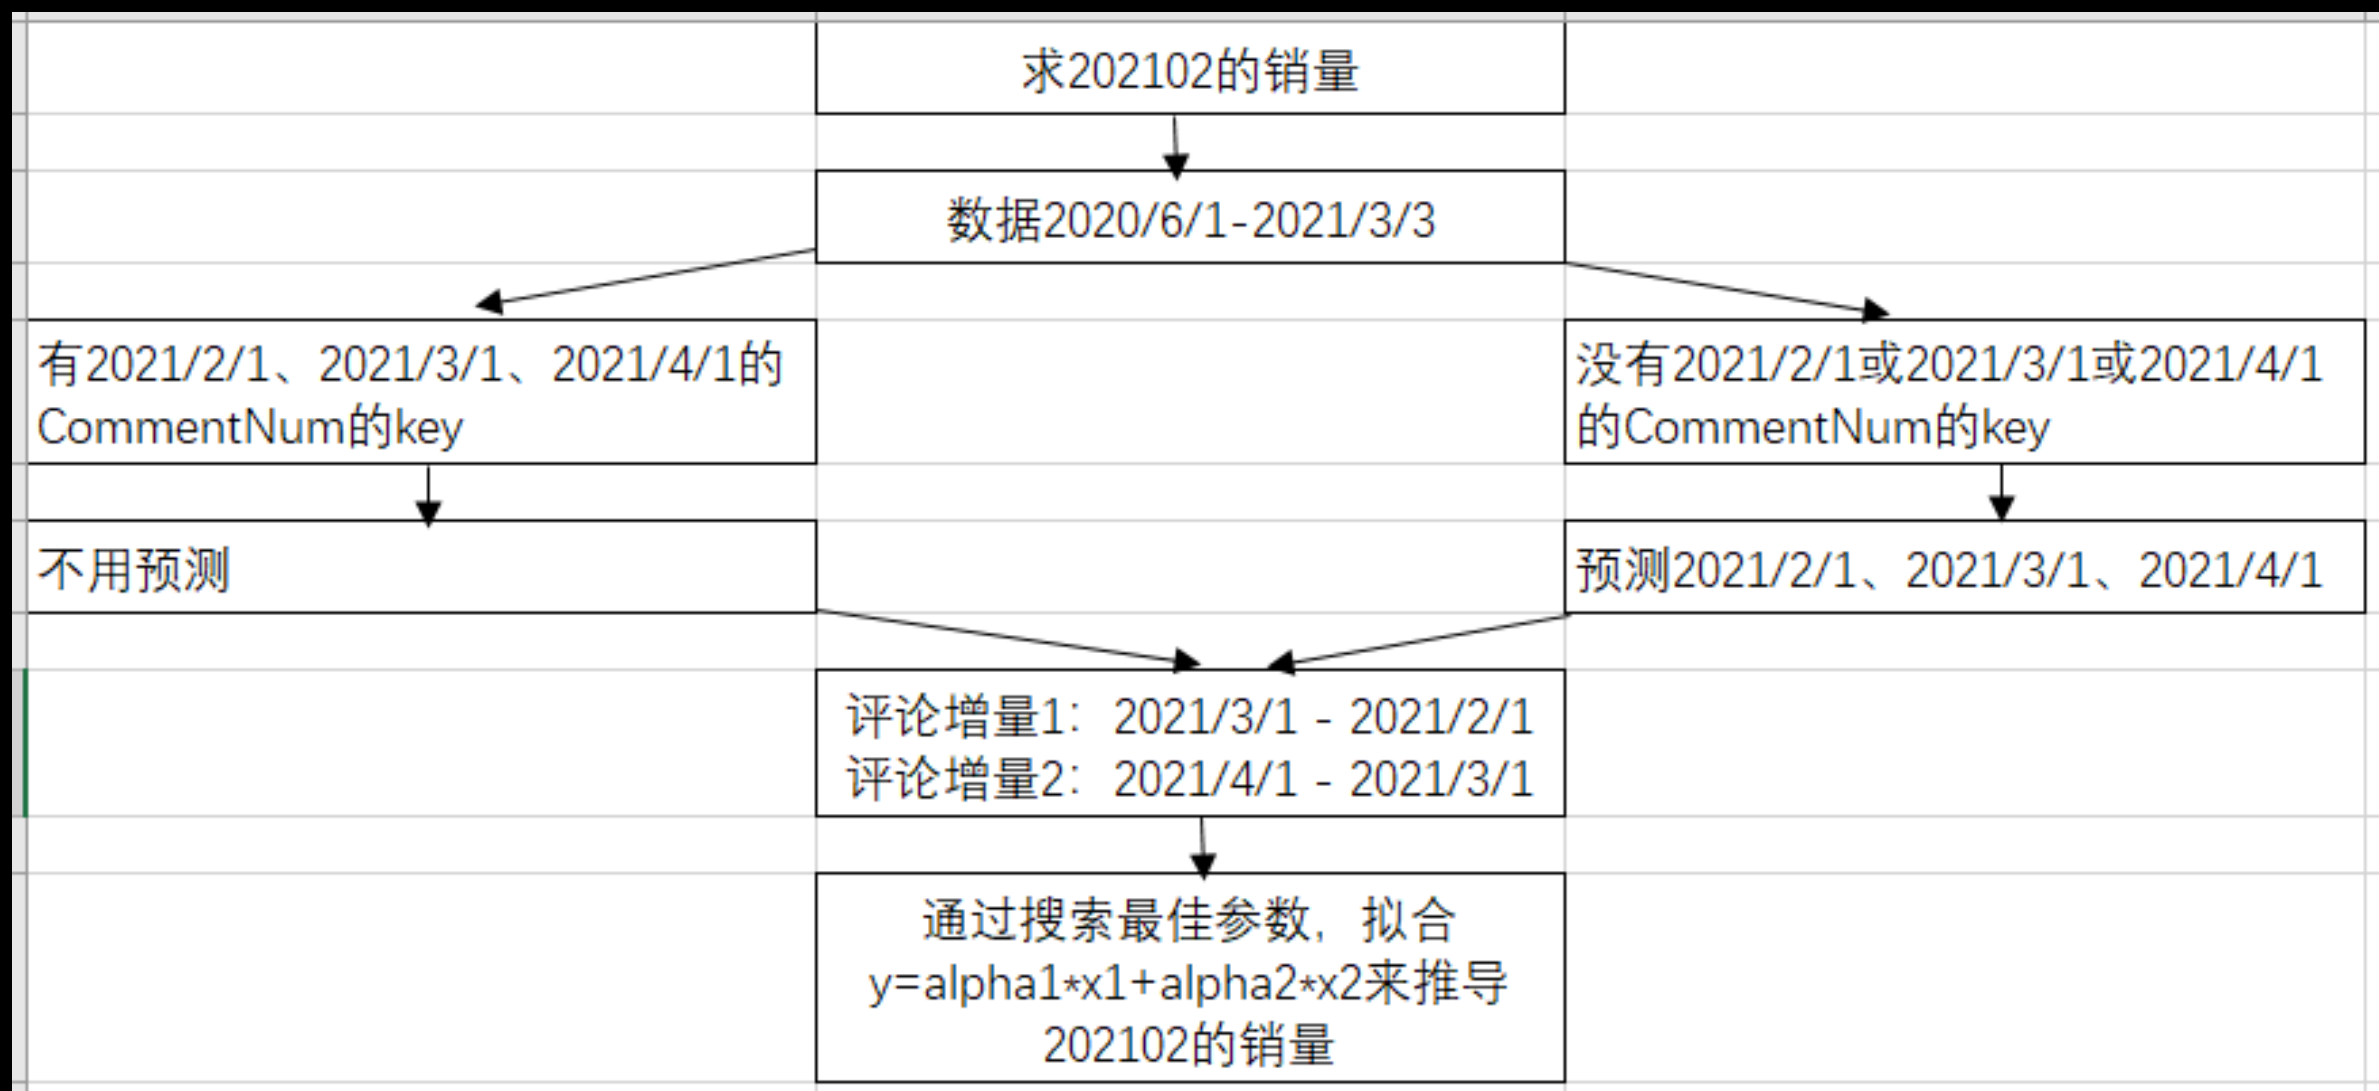 求202102的销量
数据2020/6/1-2021/3/3
有2021/2/1、2021/3/1、2021/4/1的
CommentNum的key
没有2021/2/1或2021/3/1或2021/4/1
的CommentNum的key
不用预测
预测2021/2/1、2021/3/1、2021/4/1
评论增量1：2021/3/1 - 2021/2/1
评论增量2：2021/4/1 - 2021/3/1
通过搜索最佳参数，拟合
y=alpha1*x1+alpha2*x2来推导
202102的销量